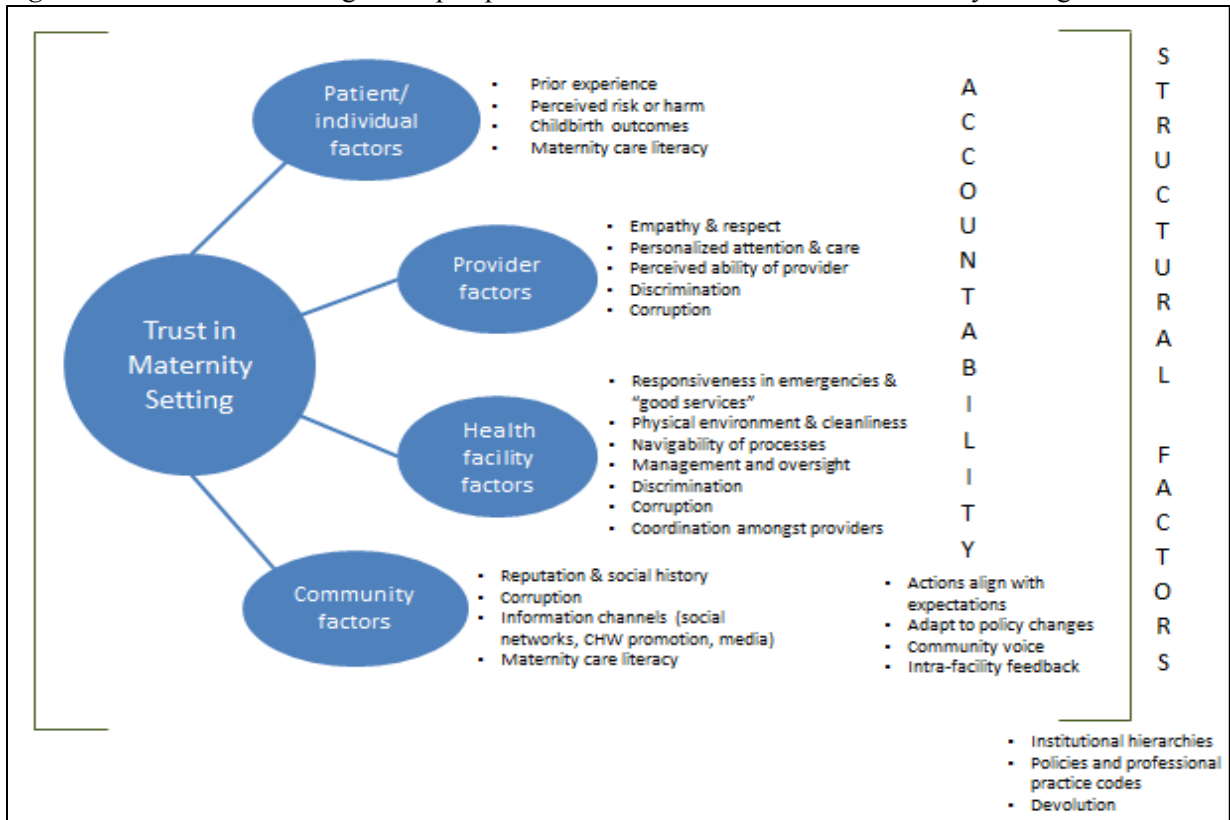 Patient/
individual
factors
▪ Prior experience
▪ Perceived risk or harm
▪ Childbirth outcomes
▪ Maternity care literacy
Provider
factors
▪ Empathy & respect
▪ Personalized attention & care
▪ Perceived ability of provider
▪ Discrimination
▪ Corruption
Trust in
Maternity
Setting
Health
facility
factors
▪ Responsiveness in emergencies &
"good services"
▪ Physical environment & cleanliness
▪ Navigability of processes
▪ Management and oversight
▪ Discrimination
▪ Corruption
▪ Coordination amongst providers
Community
factors
▪ Reputation & social history
▪ Corruption
▪ Information channels (social
networks, CHW promotion, media)
▪ Maternity care literacy
A
C
C
O
U
N
T
A
B
I
L
I
T
Y
▪ Actions align with
expectations
▪ Adapt to policy changes
▪ Community voice
▪ Intra-facility feedback
S
T
R
U
C
T
U
R
A
L
F
A
C
T
O
R
S
▪ Institutional hierarchies
▪ Policies and professional
practice codes
▪ Devolution